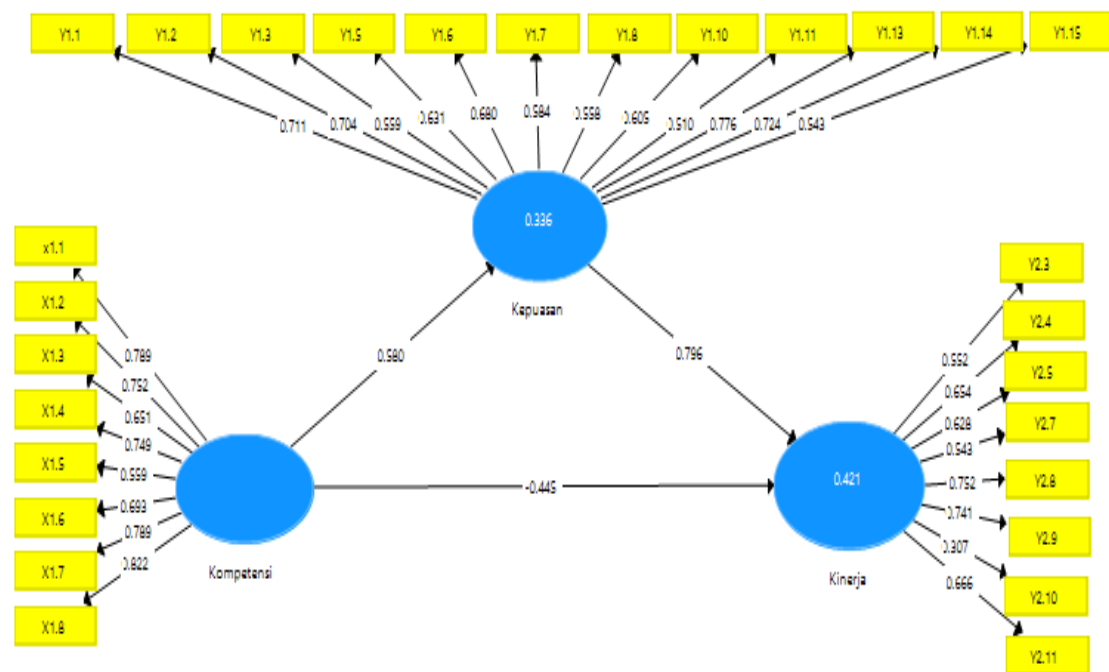 Y1.1
Y1.2
Y1.3
Y1.5
Y1.6
Y1.7
Y1.8
Y1.10
Y1.11
Y1.13
Y1.14
Y1.15
0.711
0.704
0.559
0.631
0.680
0.584
0.558
0.605
0.510
0.776
0.724
0.543
0.336
Kepuasan
x1.1
X1.2
X1.3
X1.4
X1.5
X1.6
X1.7
X1.8
0.789
0.752
0.651
0.749
0.559
0.693
0.789
0.822
Kompetensi
0.580
0.796
-0.445
0.421
Kinerja
0.552
0.654
0.628
0.543
0.752
0.741
0.307
0.666
Y2.3
Y2.4
Y2.5
Y2.7
Y2.8
Y2.9
Y2.10
Y2.11